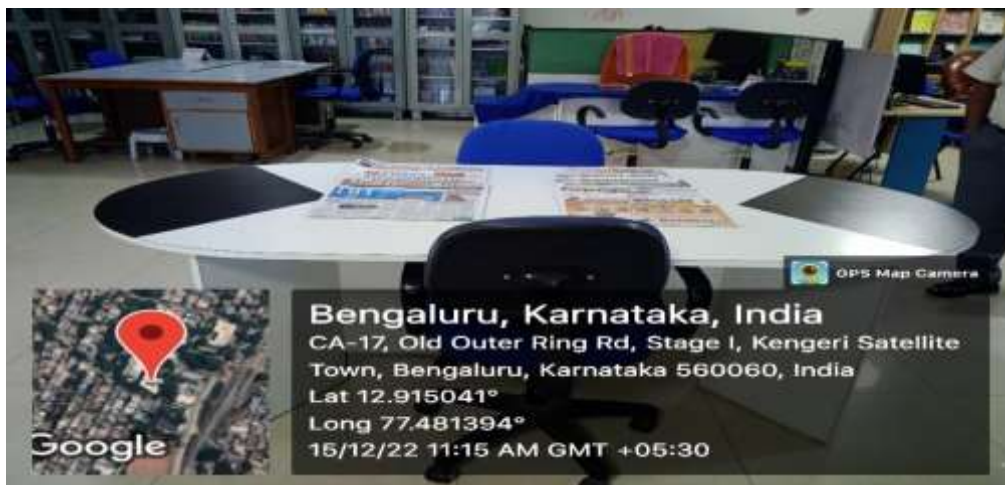 GPS Map Camera
Bengaluru, Karnataka, India
CA-17, Old Outer Ring Rd, Stage I, Kengeri Satellite
Town, Bengaluru, Karnataka 560060, India
Lat 12.915041°
Long 77.481394°
15/12/22 11:15 AM GMT +05:30
Google